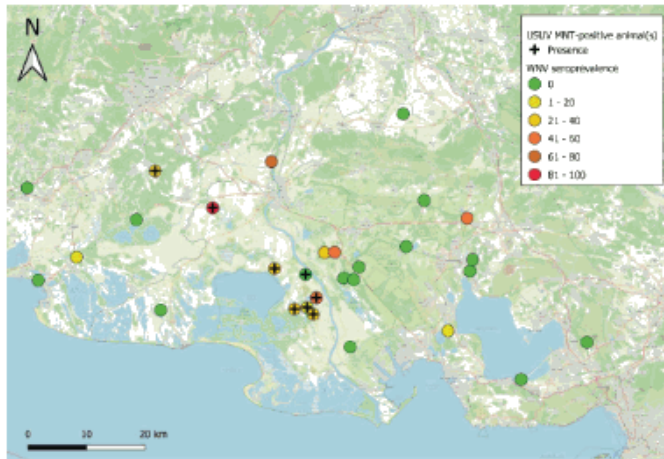 N
USUV MNT-positive animal(s)
Presence
WNV seroprevalence
0
1 - 20
21 - 40
41 - 60
61 - 80
81 - 100
0 10 20 km